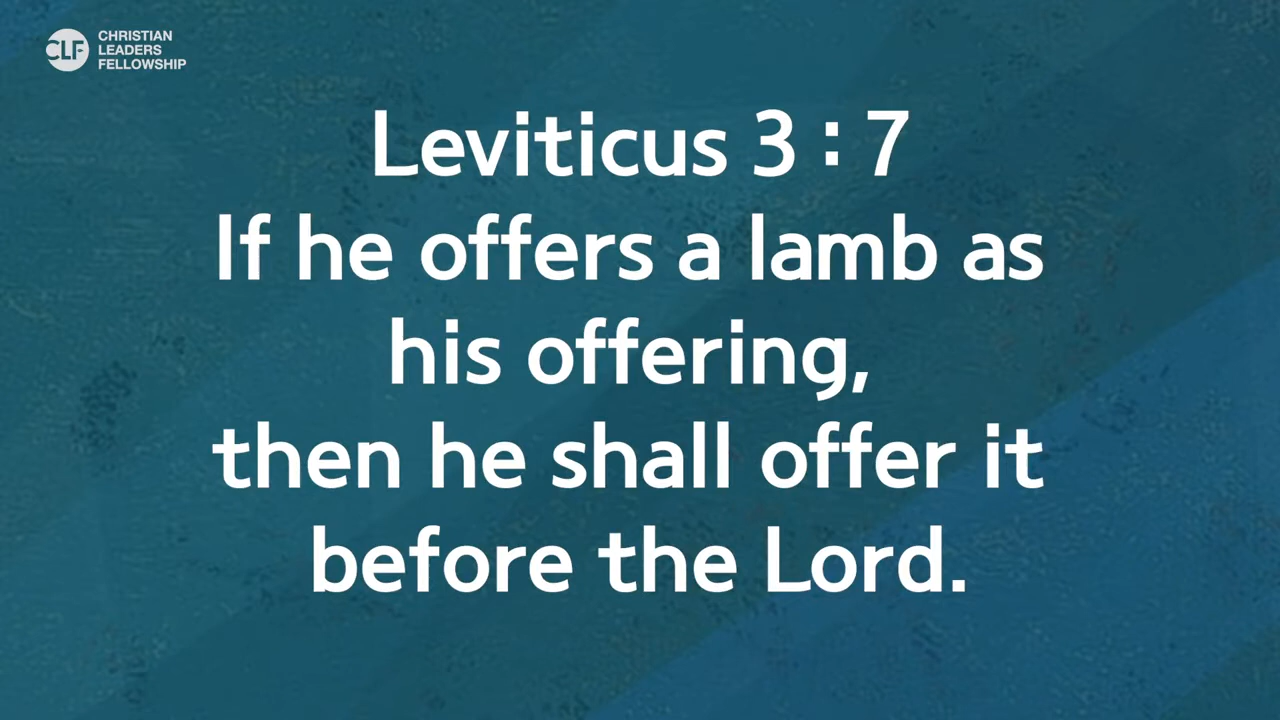 CLF
CHRISTIAN
LEADERS
FELLOWSHIP
Leviticus 3 : 7
If he offers a lamb as
his offering,
then he shall offer it
before the Lord.